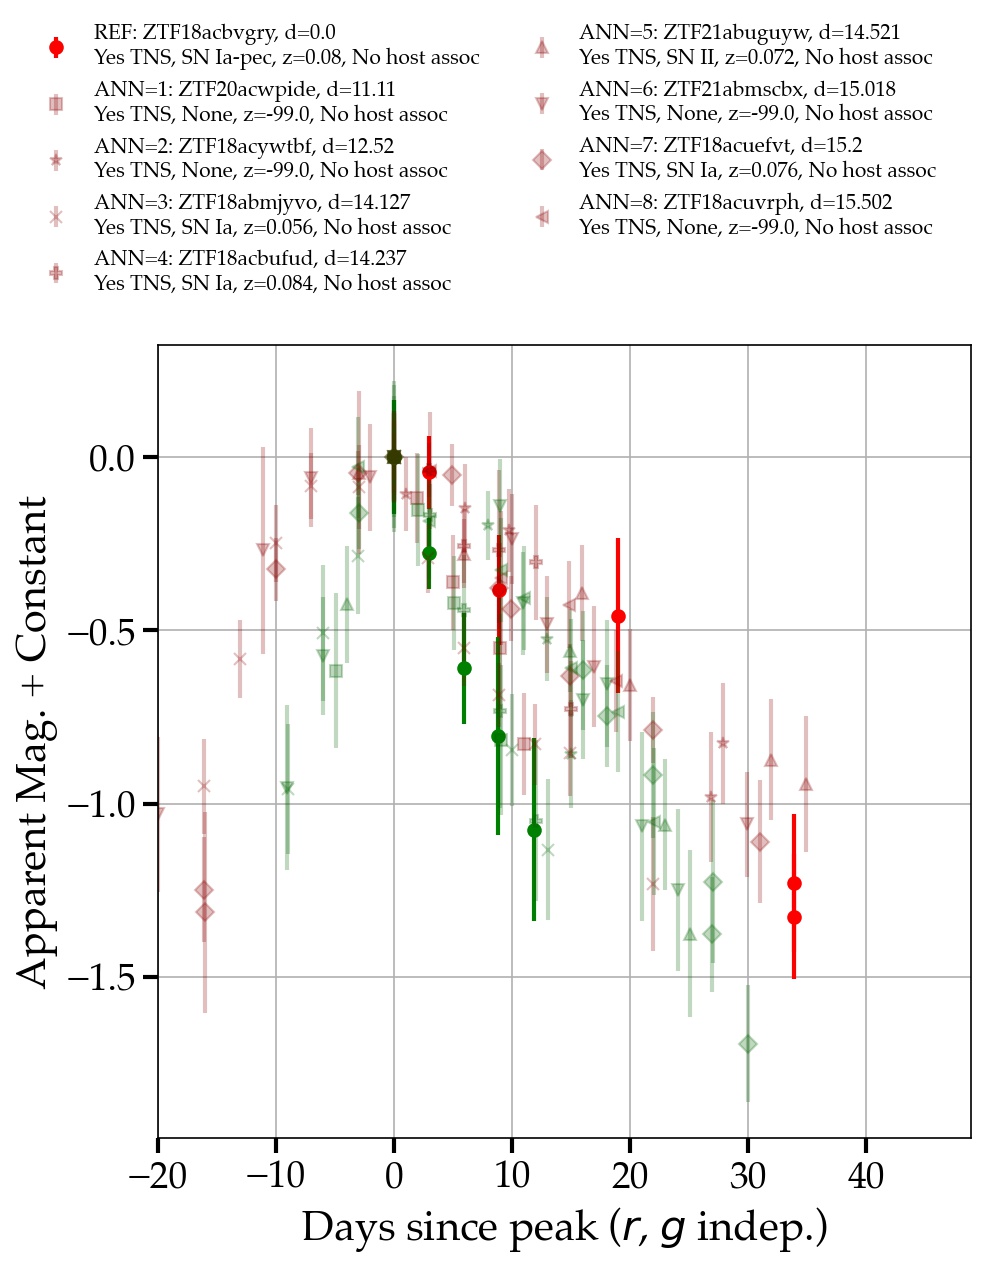 REF: ZTF18acbvgry, d=0.0
Yes TNS, SN Ia-pec, z=0.08, No host assoc
ANN=1: ZTF20acwpide, d=11.11
Yes TNS, None, z=-99.0, No host assoc
ANN=2: ZTF18acywtbf, d=12.52
Yes TNS, None, z=-99.0, No host assoc
ANN=3: ZTF18abmjyvo, d=14.127
Yes TNS, SN Ia, z=0.056, No host assoc
ANN=4: ZTF18acbufud, d=14.237
Yes TNS, SN Ia, z=0.084, No host assoc
ANN=5: ZTF21abuguyw, d=14.521
Yes TNS, SN II, z=0.072, No host assoc
ANN=6: ZTF21abmscbx, d=15.018
Yes TNS, None, z=-99.0, No host assoc
ANN=7: ZTF18acuefvt, d=15.2
Yes TNS, SN Ia, z=0.076, No host assoc
ANN=8: ZTF18acuvrph, d=15.502
Yes TNS, None, z=-99.0, No host assoc
Apparent Mag. + Constant
0.0
−0.5
−1.0
−1.5
−20 −10 0 10 20 30 40
Days since peak (r, g indep.)